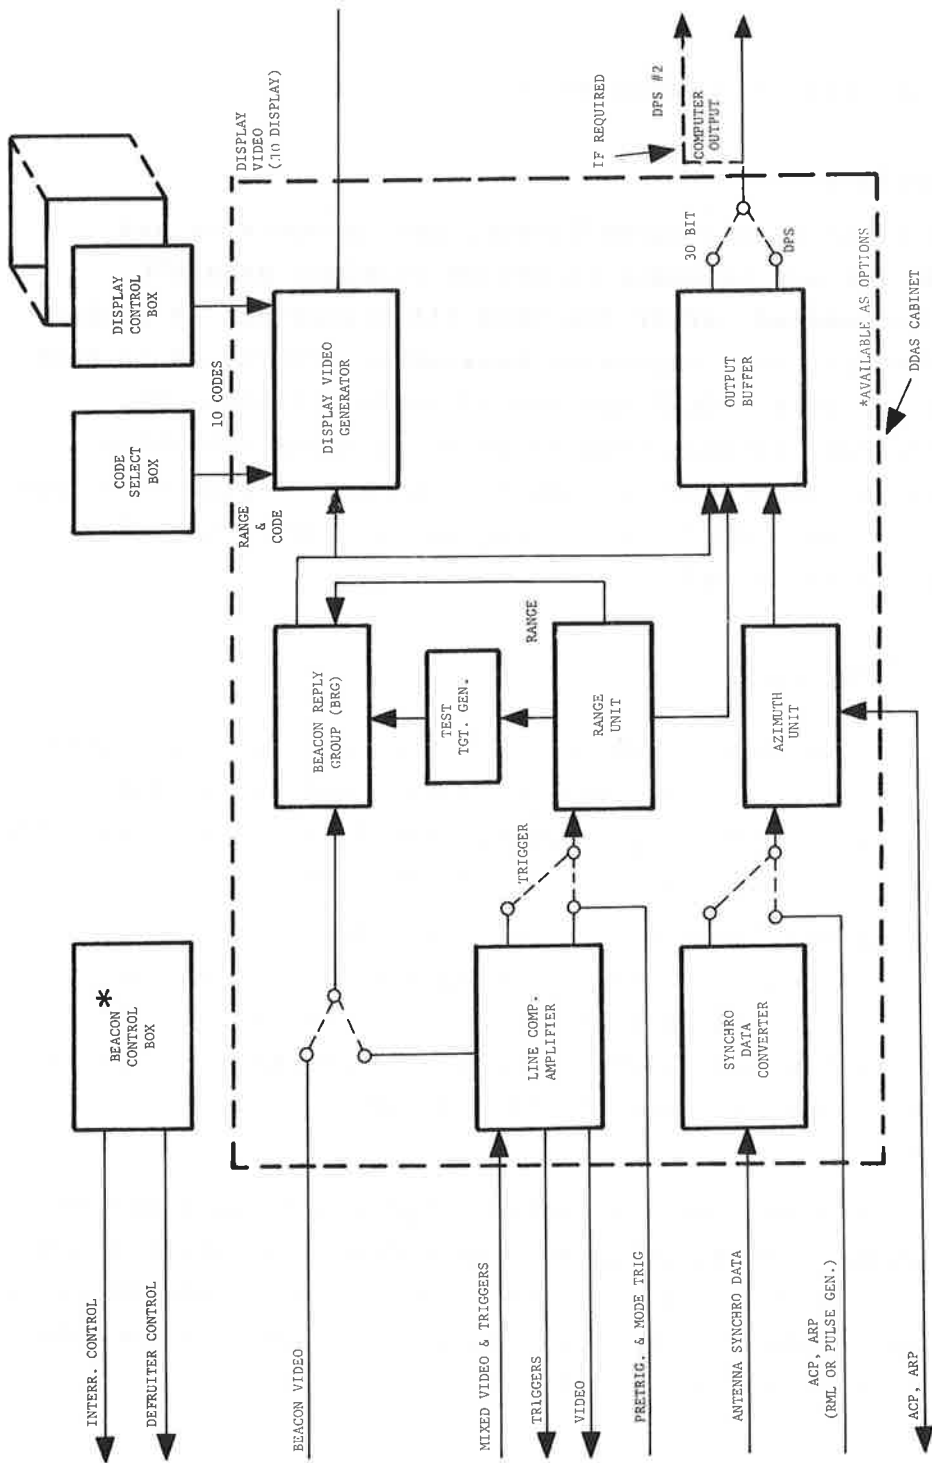 INTERR. CONTROL
DEFRUITER CONTROL
BEACON *
CONTROL
BOX
CODE
SELECT
BOX
DISPLAY
CONTROL
BOX
10 CODES
DISPLAY
VIDEO
(10 DISPLAY)
BEACON VIDEO
BEACON REPLY
GROUP (BRG)
RANGE
&
CODE
DISPLAY VIDEO
GENERATOR
TEST
TGT. GEN.
MIXED VIDEO & TRIGGERS
TRIGGERS
VIDEO
LINE COMP.
AMPLIFIER
TRIGGER
RANGE
RANGE
UNIT
PRETRIG. & MODE TRIG
IF REQUIRED
DPS #2
COMPUTER
OUTPUT
30 BIT
DPS
OUTPUT
BUFFER
ANTENNA SYNCHRO DATA
SYNCHRO
DATA
CONVERTER
AZIMUTH
UNIT
ACP, ARP
(RML OR PULSE GEN.)
*AVAILABLE AS OPTIONS
DDAS CABINET
ACP, ARP